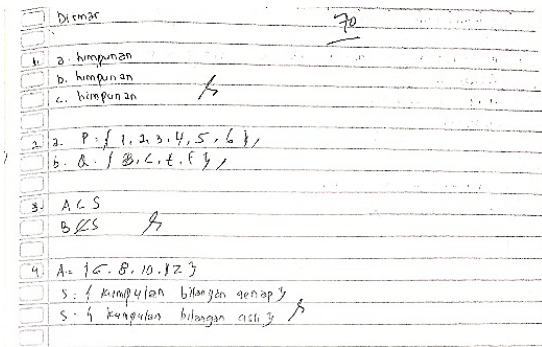 Dismar
70
1. a. himpunan
b. himpunan
c. himpunan
2. a. P = { 1, 2, 3, 4, 5, 6 },
b. Q = {
3. A ⊂ S
B ⊄ S
4. A = { 6. 8. 10. 12 }
S = { kumpulan bilangan genap }
S = { kumpulan bilangan asli }